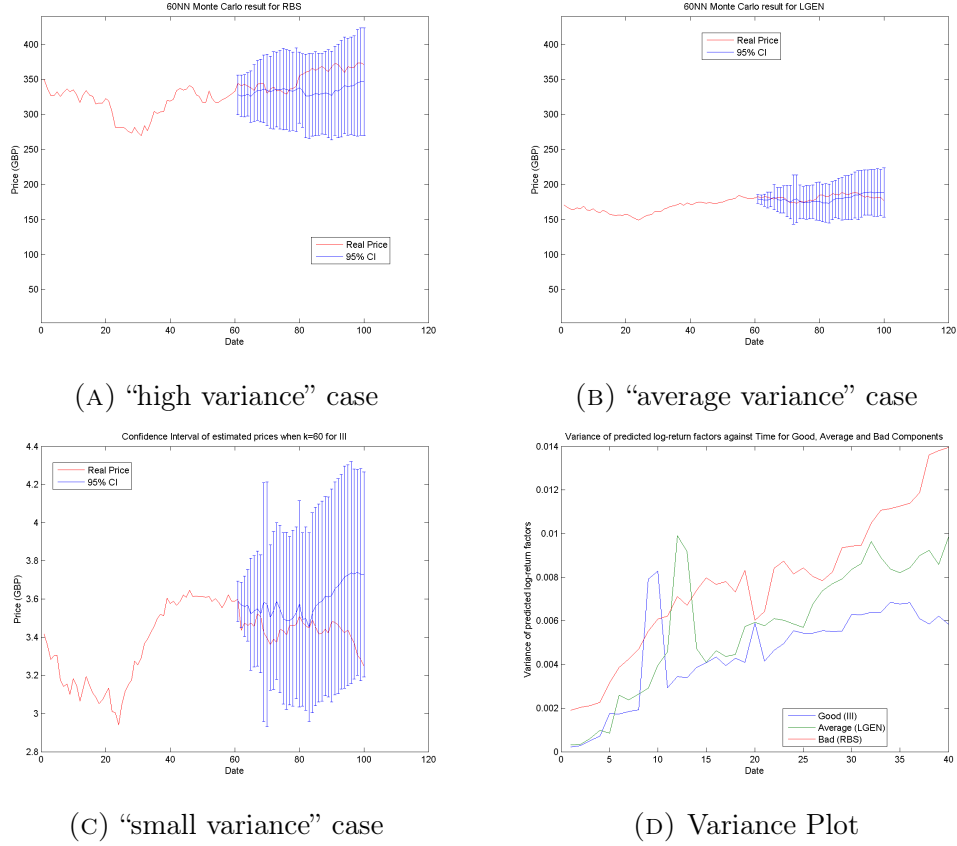 60NN Monte Carlo result for RBS
400
350
300
250
200
150
100
50
0
20
40
60
80
100
120
Price (GBP)
Date
Real Price
95% CI
(A) “high variance” case
60NN Monte Carlo result for LGEN
400
350
300
250
200
150
100
50
0
20
40
60
80
100
120
Price (GBP)
Date
Real Price
95% CI
(B) “average variance” case
Confidence Interval of estimated prices when k=60 for III
4.4
4.2
4
3.8
3.6
3.4
3.2
3
2.8
0
20
40
60
80
100
120
Price (GBP)
Date
Real Price
95% CI
(C) “small variance” case
Variance of predicted log-return factors against Time for Good, Average and Bad Components
0.014
0.012
0.01
0.008
0.006
0.004
0.002
0
0
5
10
15
20
25
30
35
40
Variance of predicted log-return factors
Date
Good (III)
Average (LGEN)
Bad (RBS)
(D) Variance Plot